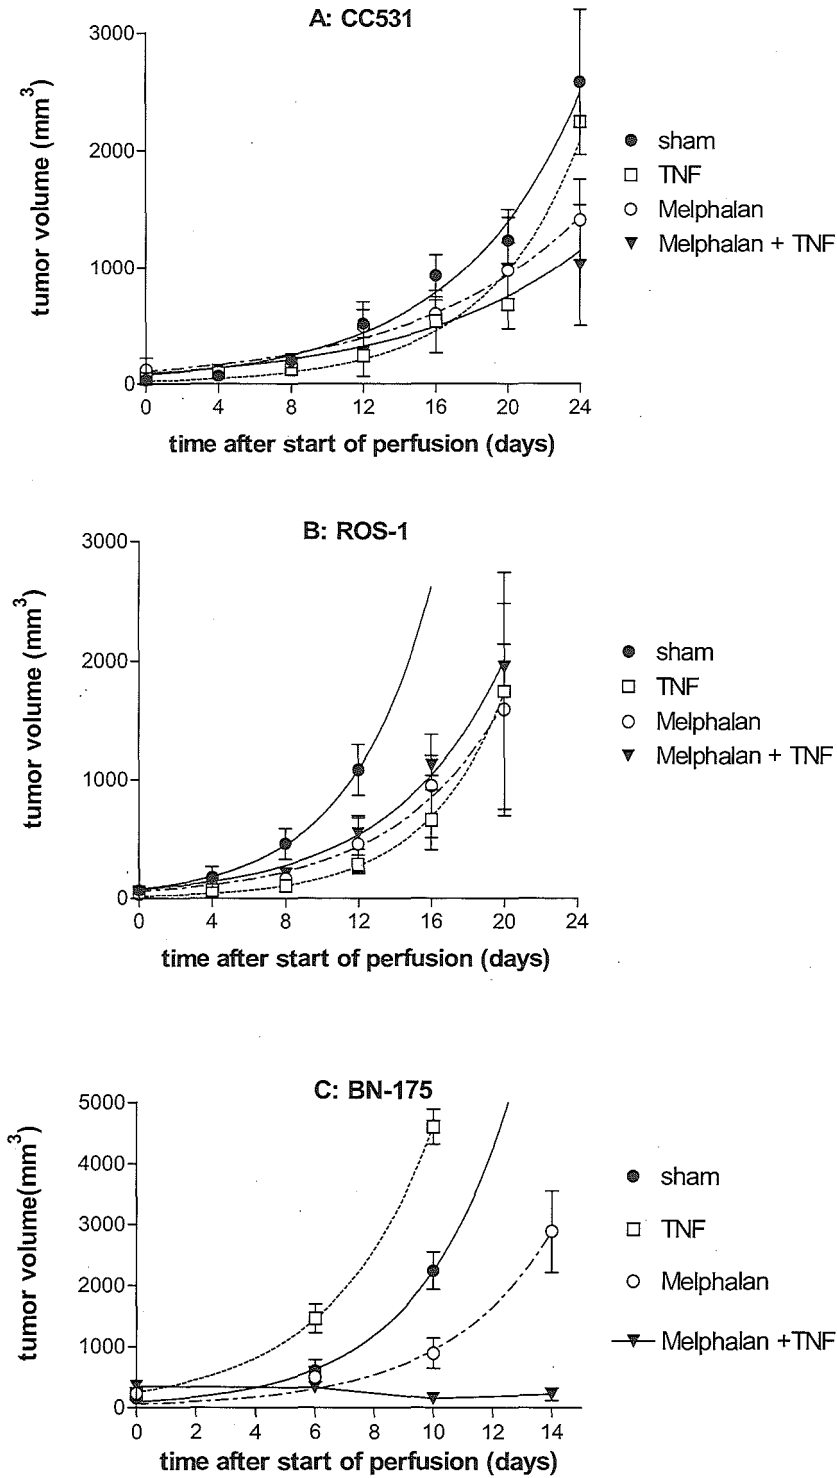 A: CC531
3000
2000
1000
0
tumor volume (mm3)
0 4 8 12 16 20 24
time after start of perfusion (days)
sham
TNF
Melphalan
Melphalan + TNF
B: ROS-1
3000
2000
1000
0
tumor volume (mm3)
0 4 8 12 16 20 24
time after start of perfusion (days)
sham
TNF
Melphalan
Melphalan + TNF
C: BN-175
5000
4000
3000
2000
1000
0
tumor volume(mm3)
0 2 4 6 8 10 12 14
time after start of perfusion (days)
sham
TNF
Melphalan
Melphalan +TNF